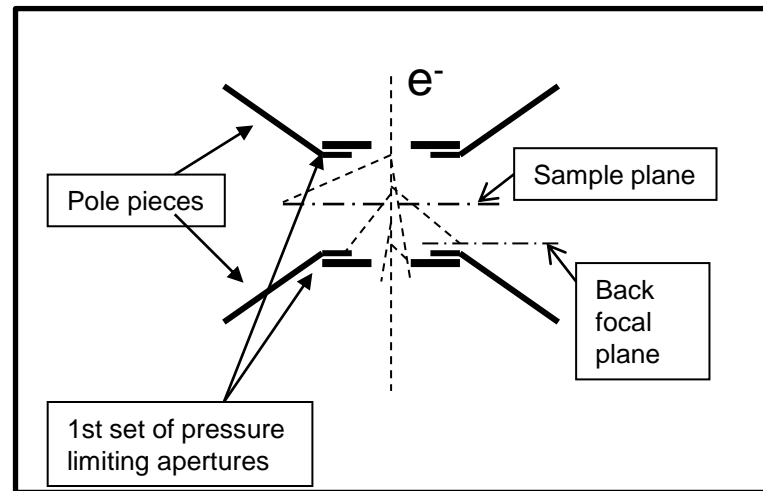 e-
Sample plane
Pole pieces
Back
focal
plane
1st set of pressure
limiting apertures